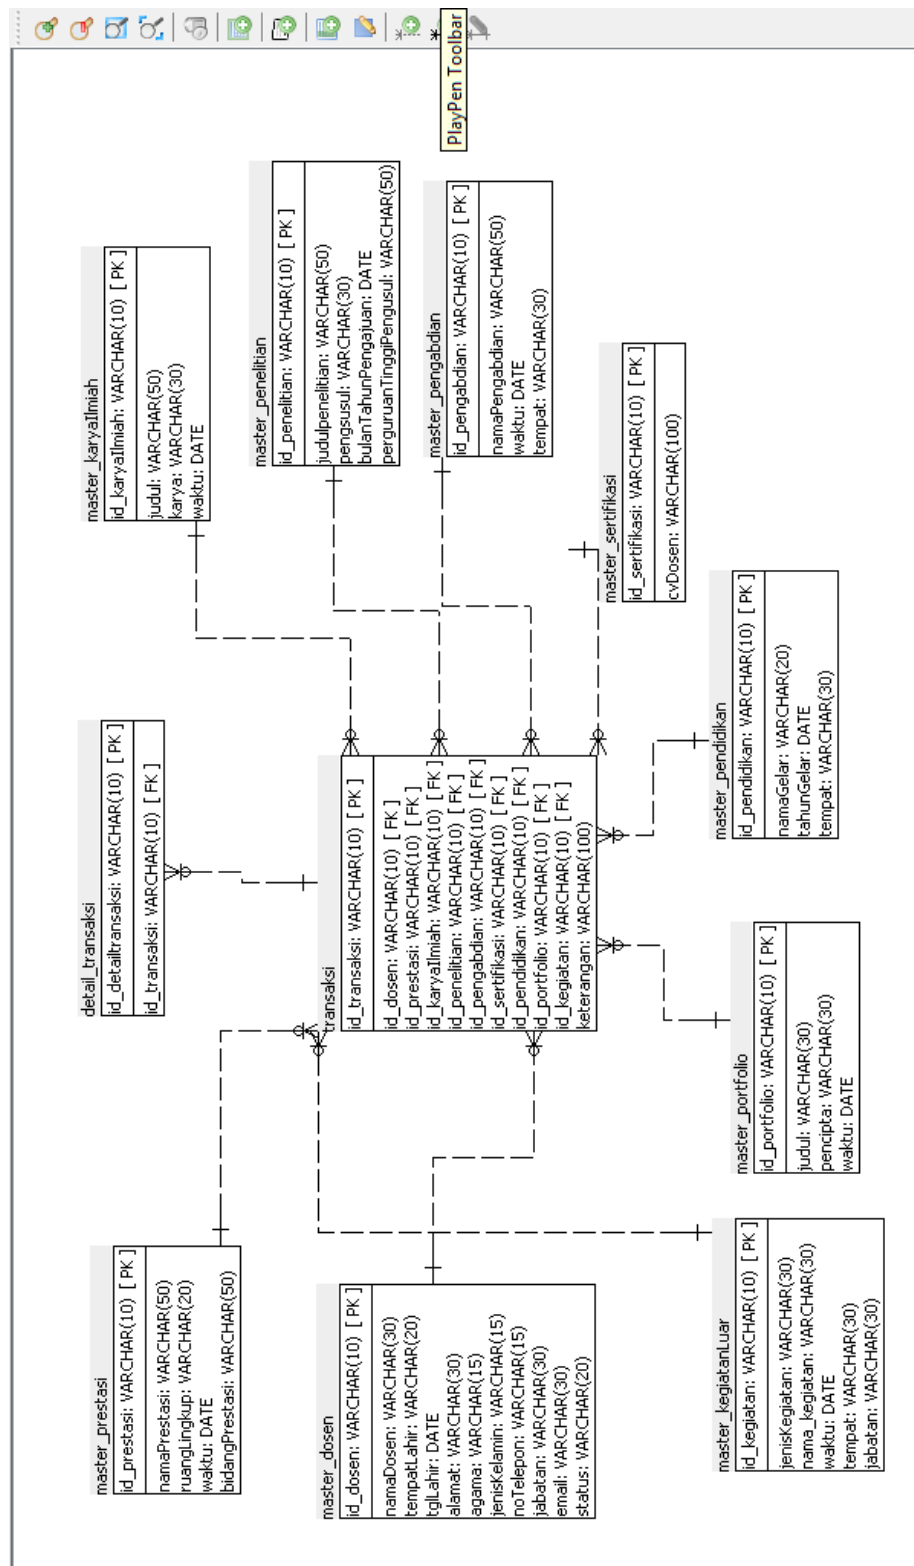 PlayPen Toolbar
master_prestasi
id_prestasi: VARCHAR(10) [ PK ]
namaPrestasi: VARCHAR(50)
ruangLingkup: VARCHAR(20)
waktu: DATE
bidangPrestasi: VARCHAR(50)
detail_transaksi
id_detailtransaksi: VARCHAR(10) [ PK ]
id_transaksi: VARCHAR(10) [ FK ]
master_karyaIlmiah
id_karyaIlmiah: VARCHAR(10) [ PK ]
judul: VARCHAR(50)
karya: VARCHAR(30)
waktu: DATE
master_penelitian
id_penelitian: VARCHAR(10) [ PK ]
judulpenelitian: VARCHAR(50)
pengsusul: VARCHAR(30)
bulanTahunPengajuan: DATE
perguruanTinggiPengusul: VARCHAR(50)
master_dosen
id_dosen: VARCHAR(10) [ PK ]
namaDosen: VARCHAR(30)
tempatLahir: VARCHAR(20)
tglLahir: DATE
alamat: VARCHAR(30)
agama: VARCHAR(15)
jenisKelamin: VARCHAR(15)
noTelepon: VARCHAR(15)
jabatan: VARCHAR(30)
email: VARCHAR(30)
status: VARCHAR(20)
transaksi
id_transaksi: VARCHAR(10) [ PK ]
id_dosen: VARCHAR(10) [ FK ]
id_prestasi: VARCHAR(10) [ FK ]
id_karyaIlmiah: VARCHAR(10) [ FK ]
id_penelitian: VARCHAR(10) [ FK ]
id_pengabdian: VARCHAR(10) [ FK ]
id_sertifikasi: VARCHAR(10) [ FK ]
id_pendidikan: VARCHAR(10) [ FK ]
id_portfolio: VARCHAR(10) [ FK ]
id_kegiatan: VARCHAR(10) [ FK ]
keterangan: VARCHAR(100)
master_pengabdian
id_pengabdian: VARCHAR(10) [ PK ]
namaPengabdian: VARCHAR(50)
waktu: DATE
tempat: VARCHAR(30)
master_sertifikasi
id_sertifikasi: VARCHAR(10) [ PK ]
cvDosen: VARCHAR(100)
master_kegiatanLuar
id_kegiatan: VARCHAR(10) [ PK ]
jenisKegiatan: VARCHAR(30)
nama_kegiatan: VARCHAR(30)
waktu: DATE
tempat: VARCHAR(30)
jabatan: VARCHAR(30)
master_portfolio
id_portfolio: VARCHAR(10) [ PK ]
judul: VARCHAR(30)
pencipta: VARCHAR(30)
waktu: DATE
master_pendidikan
id_pendidikan: VARCHAR(10) [ PK ]
namaGelar: VARCHAR(20)
tahunGelar: DATE
tempat: VARCHAR(30)